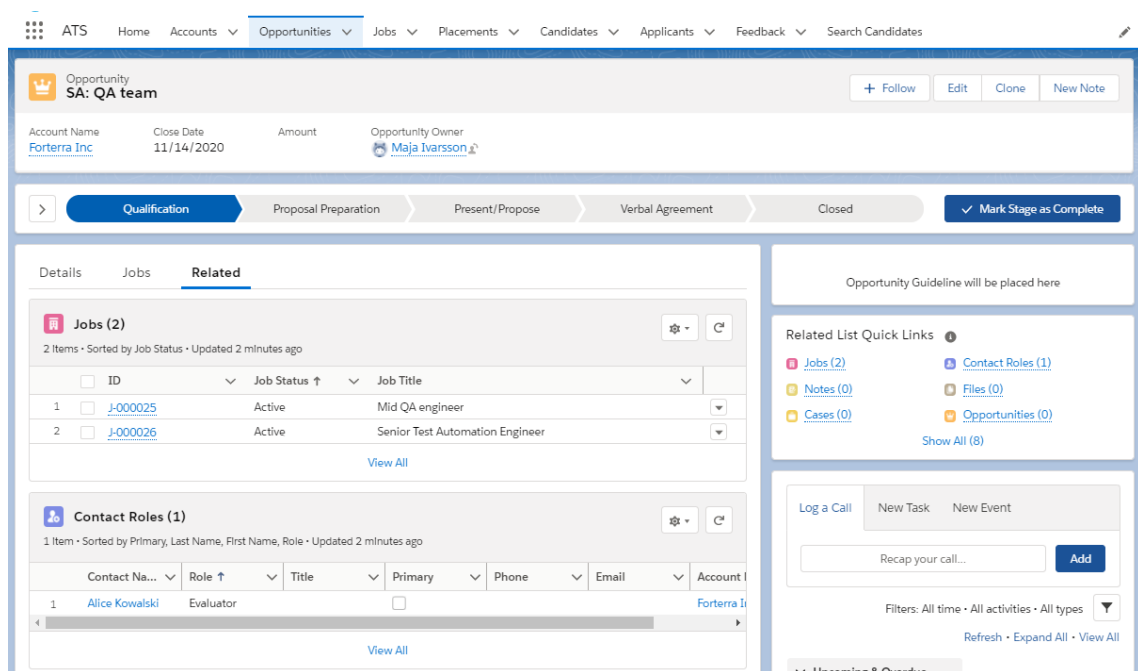 ATS Home Accounts Opportunities Jobs Placements Candidates Applicants Feedback Search Candidates
Opportunity
SA: QA team
+ Follow Edit Clone New Note
Account Name Close Date Amount Opportunity Owner
Forterra Inc 11/14/2020 Maja Ivarsson
Qualification Proposal Preparation Present/Propose Verbal Agreement Closed Mark Stage as Complete
Details Jobs Related
Jobs (2)
2 Items • Sorted by Job Status • Updated 2 minutes ago
ID Job Status Job Title
1 J-000025 Active Mid QA engineer
2 J-000026 Active Senior Test Automation Engineer
View All
Contact Roles (1)
1 Item • Sorted by Primary, Last Name, First Name, Role • Updated 2 minutes ago
Contact Na... Role Title Primary Phone Email Account
1 Alice Kowalski Evaluator Forterra
View All
Opportunity Guideline will be placed here
Related List Quick Links
Jobs (2) Contact Roles (1)
Notes (0) Files (0)
Cases (0) Opportunities (0)
Show All (8)
Log a Call New Task New Event
Recap your call... Add
Filters: All time • All activities • All types
Refresh • Expand All • View All
Upcoming & Overdue